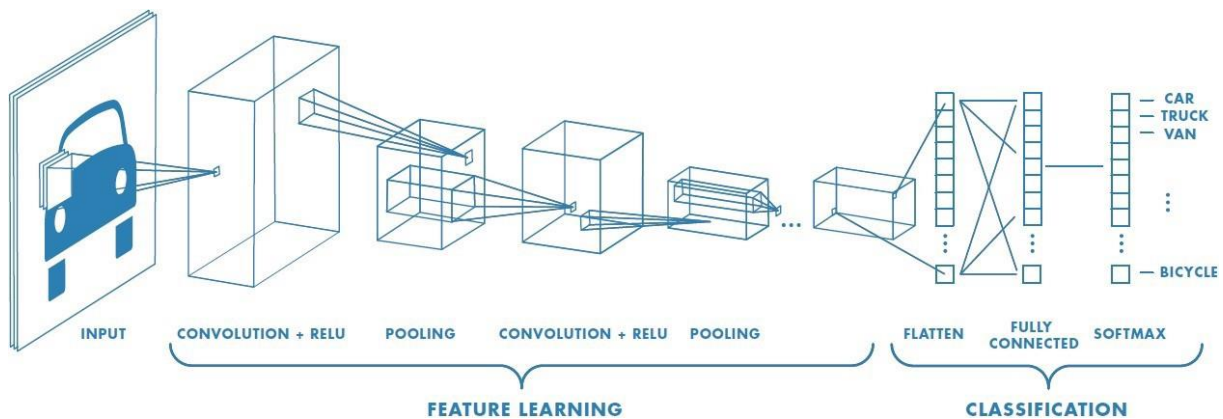 CAR
TRUCK
VAN
BICYCLE
INPUT
CONVOLUTION + RELU
POOLING
CONVOLUTION + RELU
POOLING
FLATTEN
FULLY
CONNECTED
SOFTMAX
FEATURE LEARNING
CLASSIFICATION